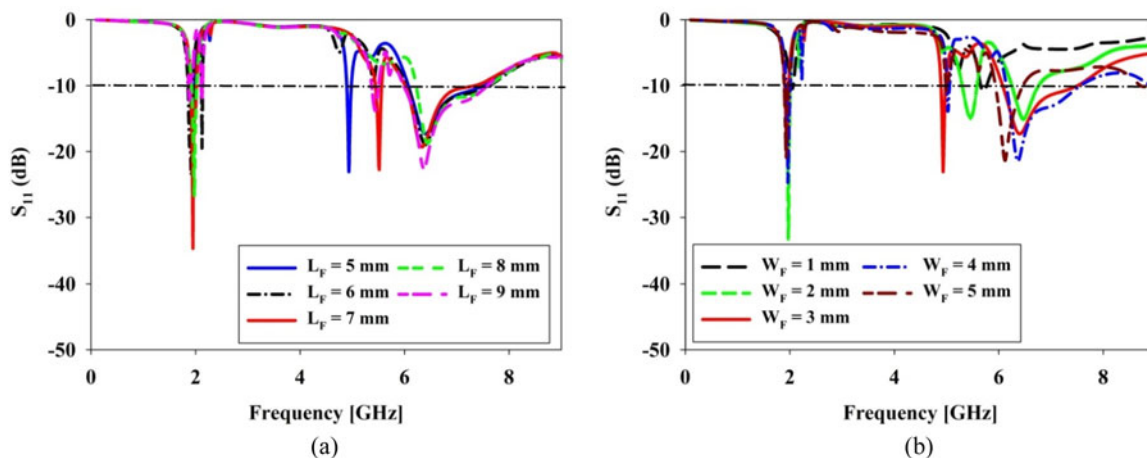 0
-10
-20
-30
-40
-50
S11 (dB)
LF = 5 mm
LF = 6 mm
LF = 7 mm
LF = 8 mm
LF = 9 mm
0 2 4 6 8
Frequency [GHz]
(a)
0
-10
-20
-30
-40
-50
S11 (dB)
WF = 1 mm
WF = 2 mm
WF = 3 mm
WF = 4 mm
WF = 5 mm
0 2 4 6 8
Frequency [GHz]
(b)